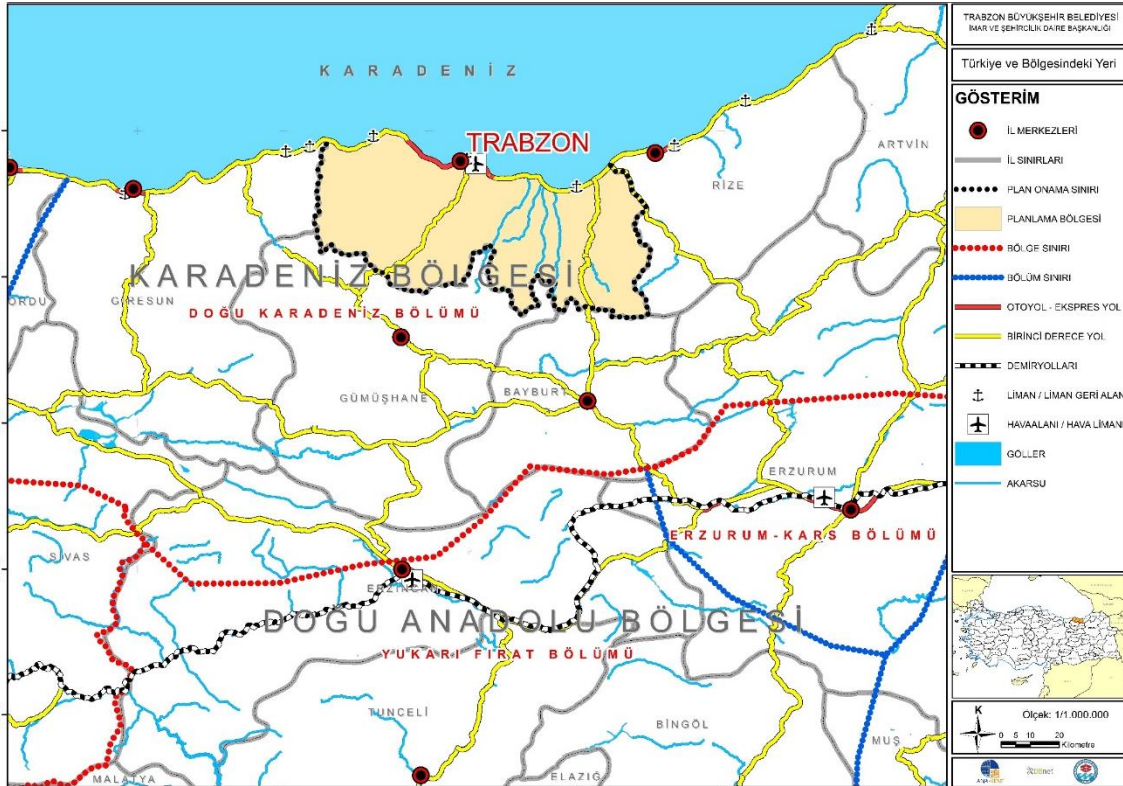 KARADENİZ
TRABZON
ARTVİN
RİZE
KARADENİZ BÖLGESİ
ORDU
GİRESUN
DOĞU KARADENİZ BÖLÜMÜ
GÜMÜŞHANE
BAYBURT
ERZURUM
ERZURUM-KARS BÖLÜMÜ
SİVAS
ERZİNCAN
DOĞU ANADOLU BÖLGESİ
YUKARI FIRAT BÖLÜMÜ
TUNCELİ
BİNGÖL
MUŞ
MALATYA
ELAZIĞ
TRABZON BÜYÜKŞEHİR BELEDİYESİ
İMAR VE ŞEHİRCİLİK DAİRE BAŞKANLIĞI
Türkiye ve Bölgesindeki Yeri
GÖSTERİM
İL MERKEZLERİ
İL SINIRLARI
PLAN ONAMA SINIRI
PLANLAMA BÖLGESİ
BÖLGE SINIRI
BÖLÜM SINIRI
OTOYOL - EKSPRES YOL
BİRİNCİ DERECE YOL
DEMİRYOLLARI
LİMAN / LİMAN GERİ ALAN
HAVAALANI / HAVA LİMANI
GÖLLER
AKARSU
K
Ölçek: 1/1.000.000
0 5 10 20
Kilometre